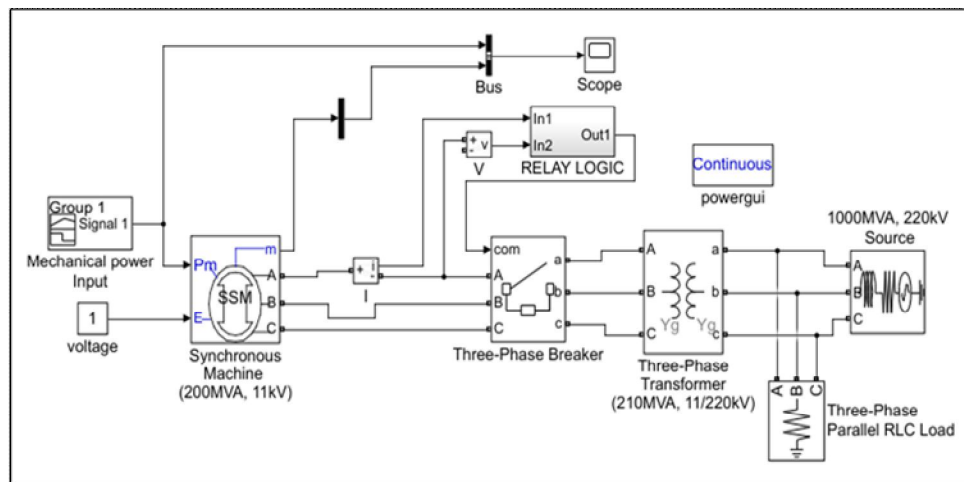 Bus
Scope
In1
In2
Out1
RELAY LOGIC
+
-
v
V
Continuous
powergui
Group 1
Signal 1
Mechanical power
Input
1
voltage
Pm
E
m
SSM
A
B
C
Synchronous
Machine
(200MVA, 11kV)
+
i
-
I
com
A
B
C
a
b
c
Three-Phase Breaker
A
B
C
a
b
c
Yg
Yg
Three-Phase
Transformer
(210MVA, 11/220kV)
1000MVA, 220kV
Source
A
B
C
A
B
C
Three-Phase
Parallel RLC Load